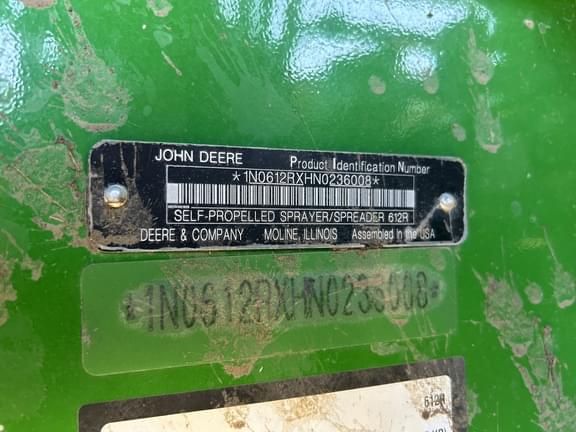 JOHN DEERE Product Identification Number
*1N0612RXHN0236008*
SELF-PROPELLED SPRAYER/SPREADER 612R
DEERE & COMPANY MOLINE, ILLINOIS Assembled in the USA
*1N0612RXHN0236008*
612R